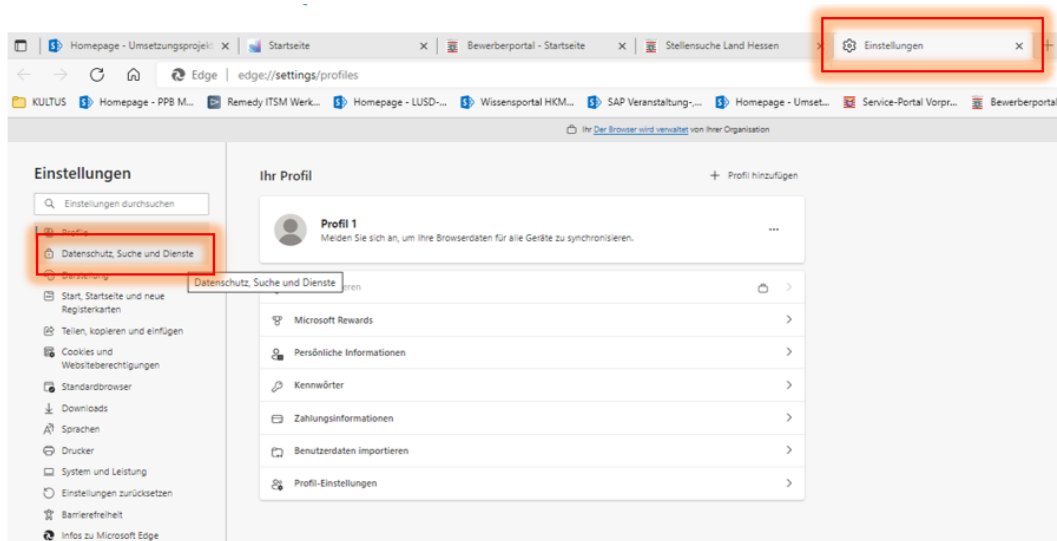 Homepage - Umsetzungsprojek
Startseite
Bewerberportal - Startseite
Stellensuche Land Hessen
Einstellungen
Edge
edge://settings/profiles
KULTUS
Homepage - PPB M...
Remedy ITSM Werk...
Homepage - LUSD-...
Wissensportal HKM...
SAP Veranstaltung-,...
Homepage - Umset...
Service-Portal Vorpr...
Bewerberportal
Ihr Der Browser wird verwaltet von Ihrer Organisation
Einstellungen
Einstellungen durchsuchen
Profile
Datenschutz, Suche und Dienste
Darstellung
Start, Startseite und neue
Registerkarten
Teilen, kopieren und einfügen
Cookies und
Websiteberechtigungen
Standardbrowser
Downloads
Sprachen
Drucker
System und Leistung
Einstellungen zurücksetzen
Barrierefreiheit
Infos zu Microsoft Edge
Datenschutz, Suche und Dienste
Ihr Profil
Profil hinzufügen
Profil 1
Melden Sie sich an, um Ihre Browserdaten für alle Geräte zu synchronisieren.
Microsoft Rewards
Persönliche Informationen
Kennwörter
Zahlungsinformationen
Benutzerdaten importieren
Profil-Einstellungen